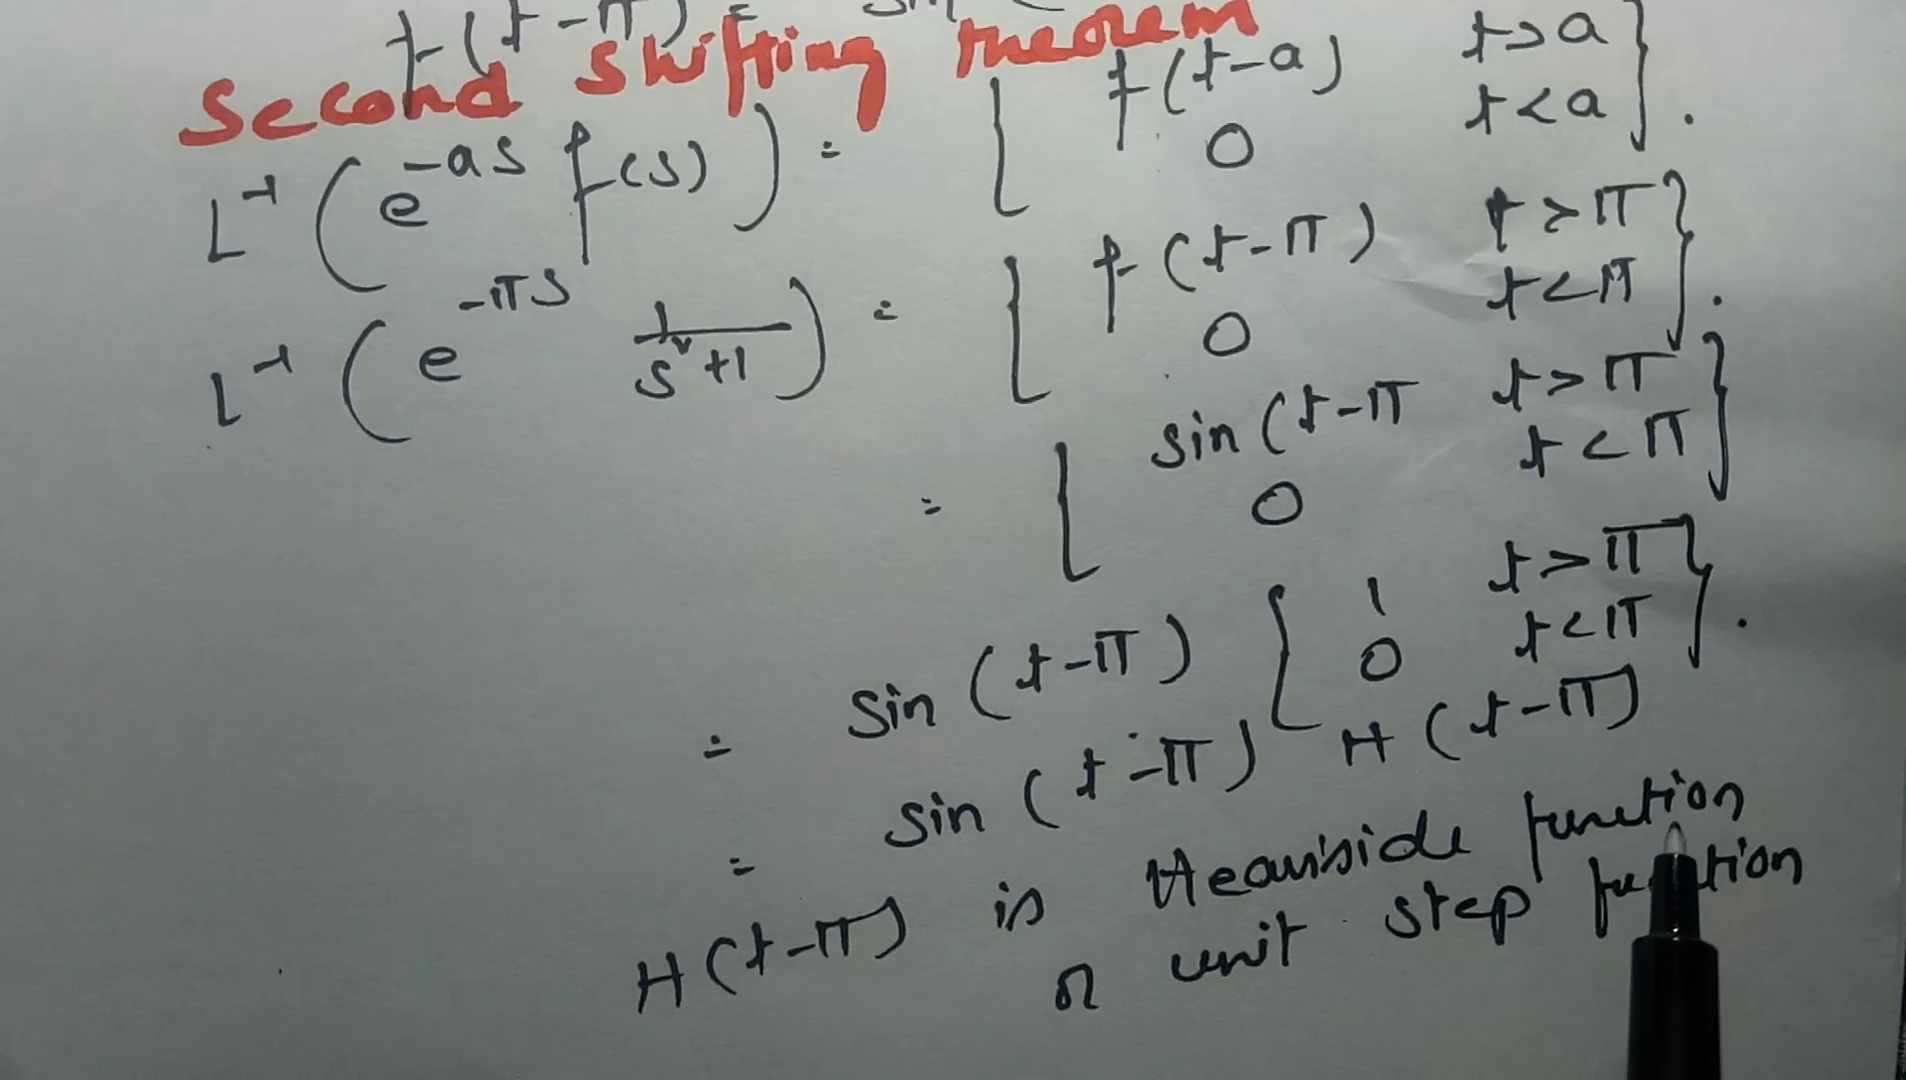 f(t-π) = sin
Second shifting theorem
L⁻¹ ( e^-as f(s) ) = [ f(t-a) t>a
0 t<a } .
L⁻¹ ( e^-πs 1/(s²+1) ) = [ f(t-π) t>π
0 t<π } .
= [ sin(t-π t>π
0 t<π }
= sin(t-π) { 1 t>π
0 t<π } .
= sin(t-π) H(t-π)
H(t-π) is Heaviside function
or unit step function